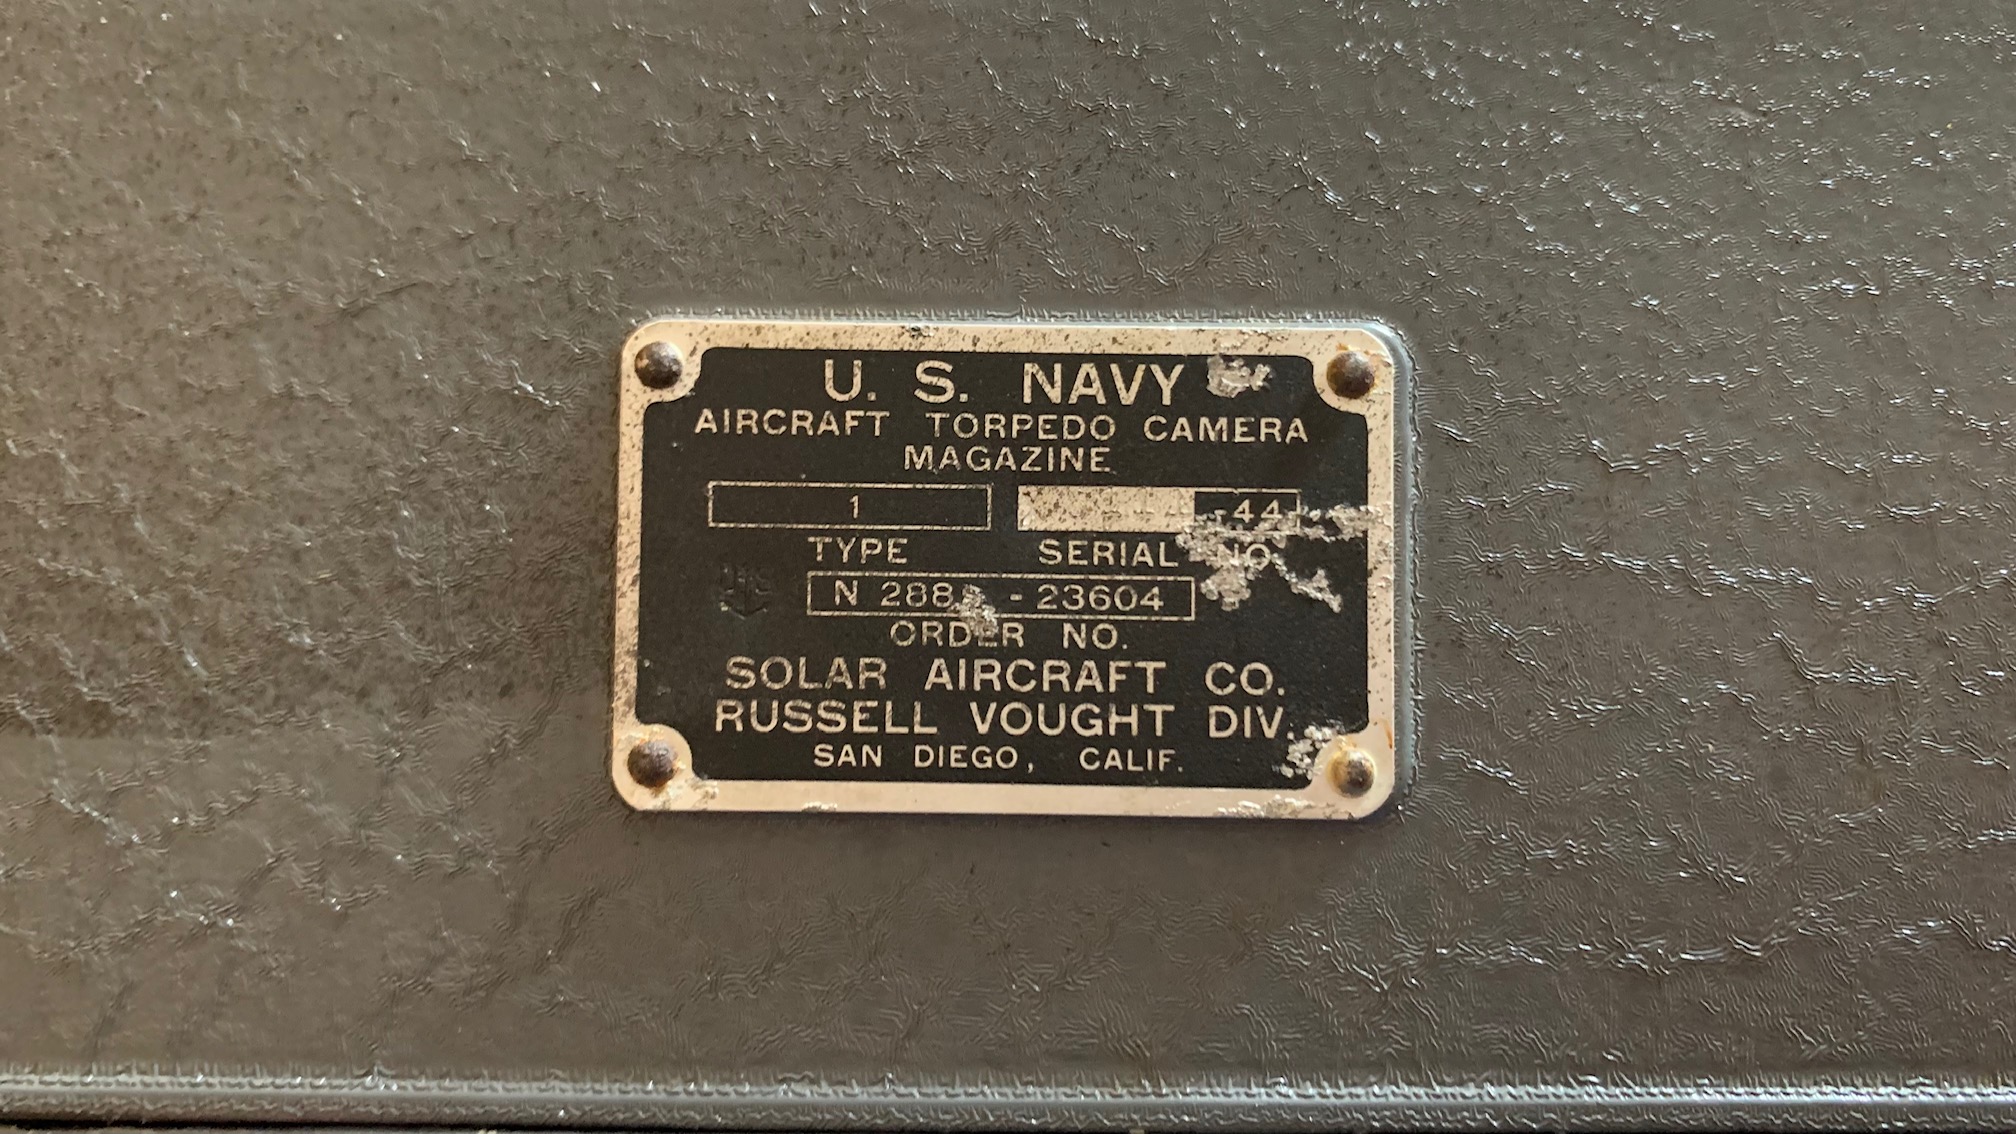 U. S. NAVY
AIRCRAFT TORPEDO CAMERA
MAGAZINE
1 -44
TYPE SERIAL NO.
N -23604
ORDER NO.
SOLAR AIRCRAFT CO.
RUSSELL VOUGHT DIV.
SAN DIEGO, CALIF.